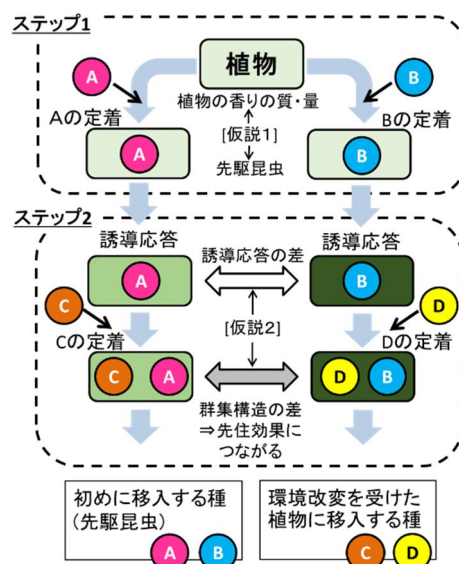 ステップ1
植物
A
B
植物の香りの質・量
Aの定着
[仮説1]
Bの定着
先駆昆虫
A
B
ステップ2
誘導応答
誘導応答の差
誘導応答
A
B
C
D
Cの定着
[仮説2]
Dの定着
C
A
D
B
群集構造の差
⇒先住効果に
つながる
初めに移入する種
(先駆昆虫)
A
B
環境改変を受けた
植物に移入する種
C
D